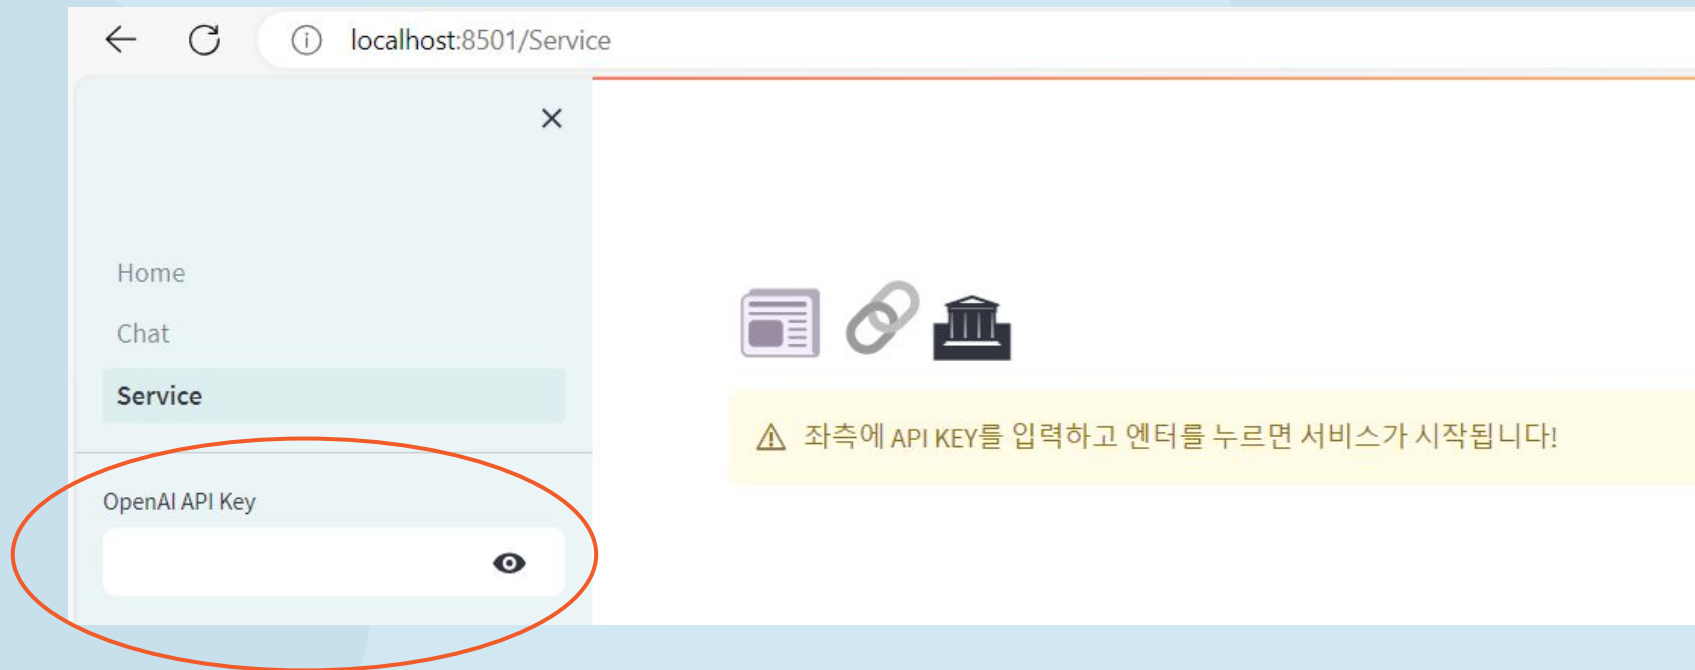 localhost:8501/Service
Home
Chat
Service
OpenAI API Key
좌측에 API KEY를 입력하고 엔터를 누르면 서비스가 시작됩니다!